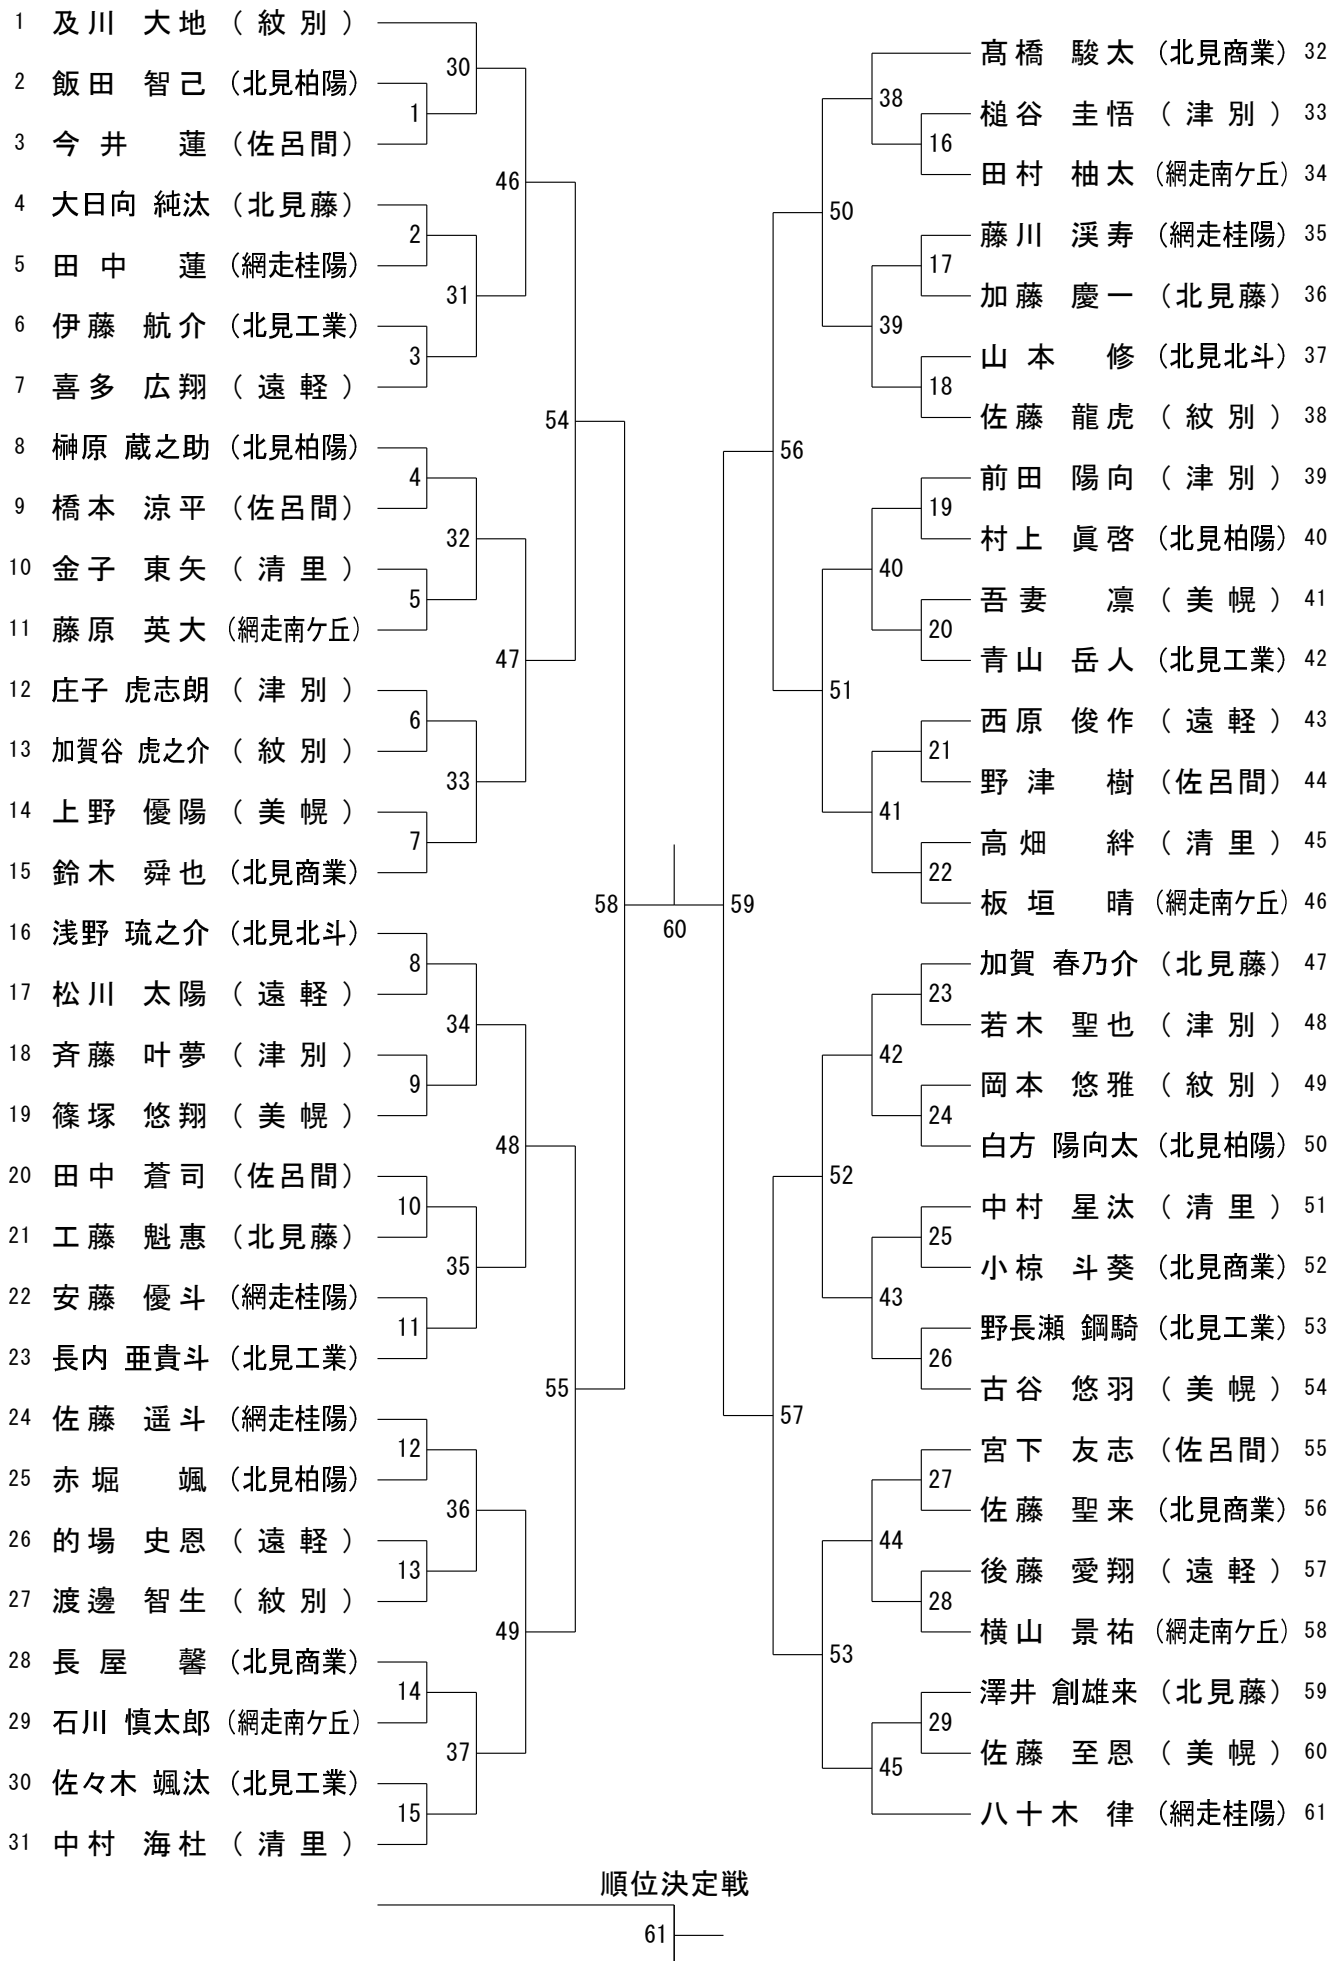 1 及川 大地 （ 紋 別 ）
2 飯田 智己 （北見柏陽）
1
3 今井 蓮 （佐呂間）
30
4 大日向 純汰 （北見藤）
2
5 田中 蓮 （網走桂陽）
31
6 伊藤 航介 （北見工業）
3
7 喜多 広翔 （ 遠 軽 ）
46
8 榊原 蔵之助 （北見柏陽）
4
9 橋本 涼平 （佐呂間）
32
10 金子 東矢 （ 清 里 ）
5
11 藤原 英大 （網走南ケ丘）
47
12 庄子 虎志朗 （ 津 別 ）
6
13 加賀谷 虎之介 （ 紋 別 ）
33
14 上野 優陽 （ 美 幌 ）
7
15 鈴木 舜也 （北見商業）
54
16 浅野 琉之介 （北見北斗）
8
17 松川 太陽 （ 遠 軽 ）
34
18 斉藤 叶夢 （ 津 別 ）
9
19 篠塚 悠翔 （ 美 幌 ）
48
20 田中 蒼司 （佐呂間）
10
21 工藤 魁惠 （北見藤）
35
22 安藤 優斗 （網走桂陽）
11
23 長内 亜貴斗 （北見工業）
55
24 佐藤 遥斗 （網走桂陽）
12
25 赤堀 颯 （北見柏陽）
36
26 的場 史恩 （ 遠 軽 ）
13
27 渡邊 智生 （ 紋 別 ）
49
28 長屋 馨 （北見商業）
14
29 石川 慎太郎 （網走南ケ丘）
37
30 佐々木 颯汰 （北見工業）
15
31 中村 海杜 （ 清 里 ）
58
60
59
髙橋 駿太 （北見商業） 32
38
槌谷 圭悟 （ 津 別 ） 33
16
田村 柚太 （網走南ケ丘） 34
50
藤川 渓寿 （網走桂陽） 35
17
加藤 慶一 （北見藤） 36
39
山本 修 （北見北斗） 37
18
佐藤 龍虎 （ 紋 別 ） 38
56
前田 陽向 （ 津 別 ） 39
19
村上 眞啓 （北見柏陽） 40
40
吾妻 凛 （ 美 幌 ） 41
20
青山 岳人 （北見工業） 42
51
西原 俊作 （ 遠 軽 ） 43
21
野津 樹 （佐呂間） 44
41
高畑 絆 （ 清 里 ） 45
22
板垣 晴 （網走南ケ丘） 46
加賀 春乃介 （北見藤） 47
23
若木 聖也 （ 津 別 ） 48
42
岡本 悠雅 （ 紋 別 ） 49
24
白方 陽向太 （北見柏陽） 50
52
中村 星汰 （ 清 里 ） 51
25
小椋 斗葵 （北見商業） 52
43
野長瀬 鋼騎 （北見工業） 53
26
古谷 悠羽 （ 美 幌 ） 54
57
宮下 友志 （佐呂間） 55
27
佐藤 聖来 （北見商業） 56
44
後藤 愛翔 （ 遠 軽 ） 57
28
横山 景祐 （網走南ケ丘） 58
53
澤井 創雄来 （北見藤） 59
29
佐藤 至恩 （ 美 幌 ） 60
45
八十木 律 （網走桂陽） 61
順位決定戦
61